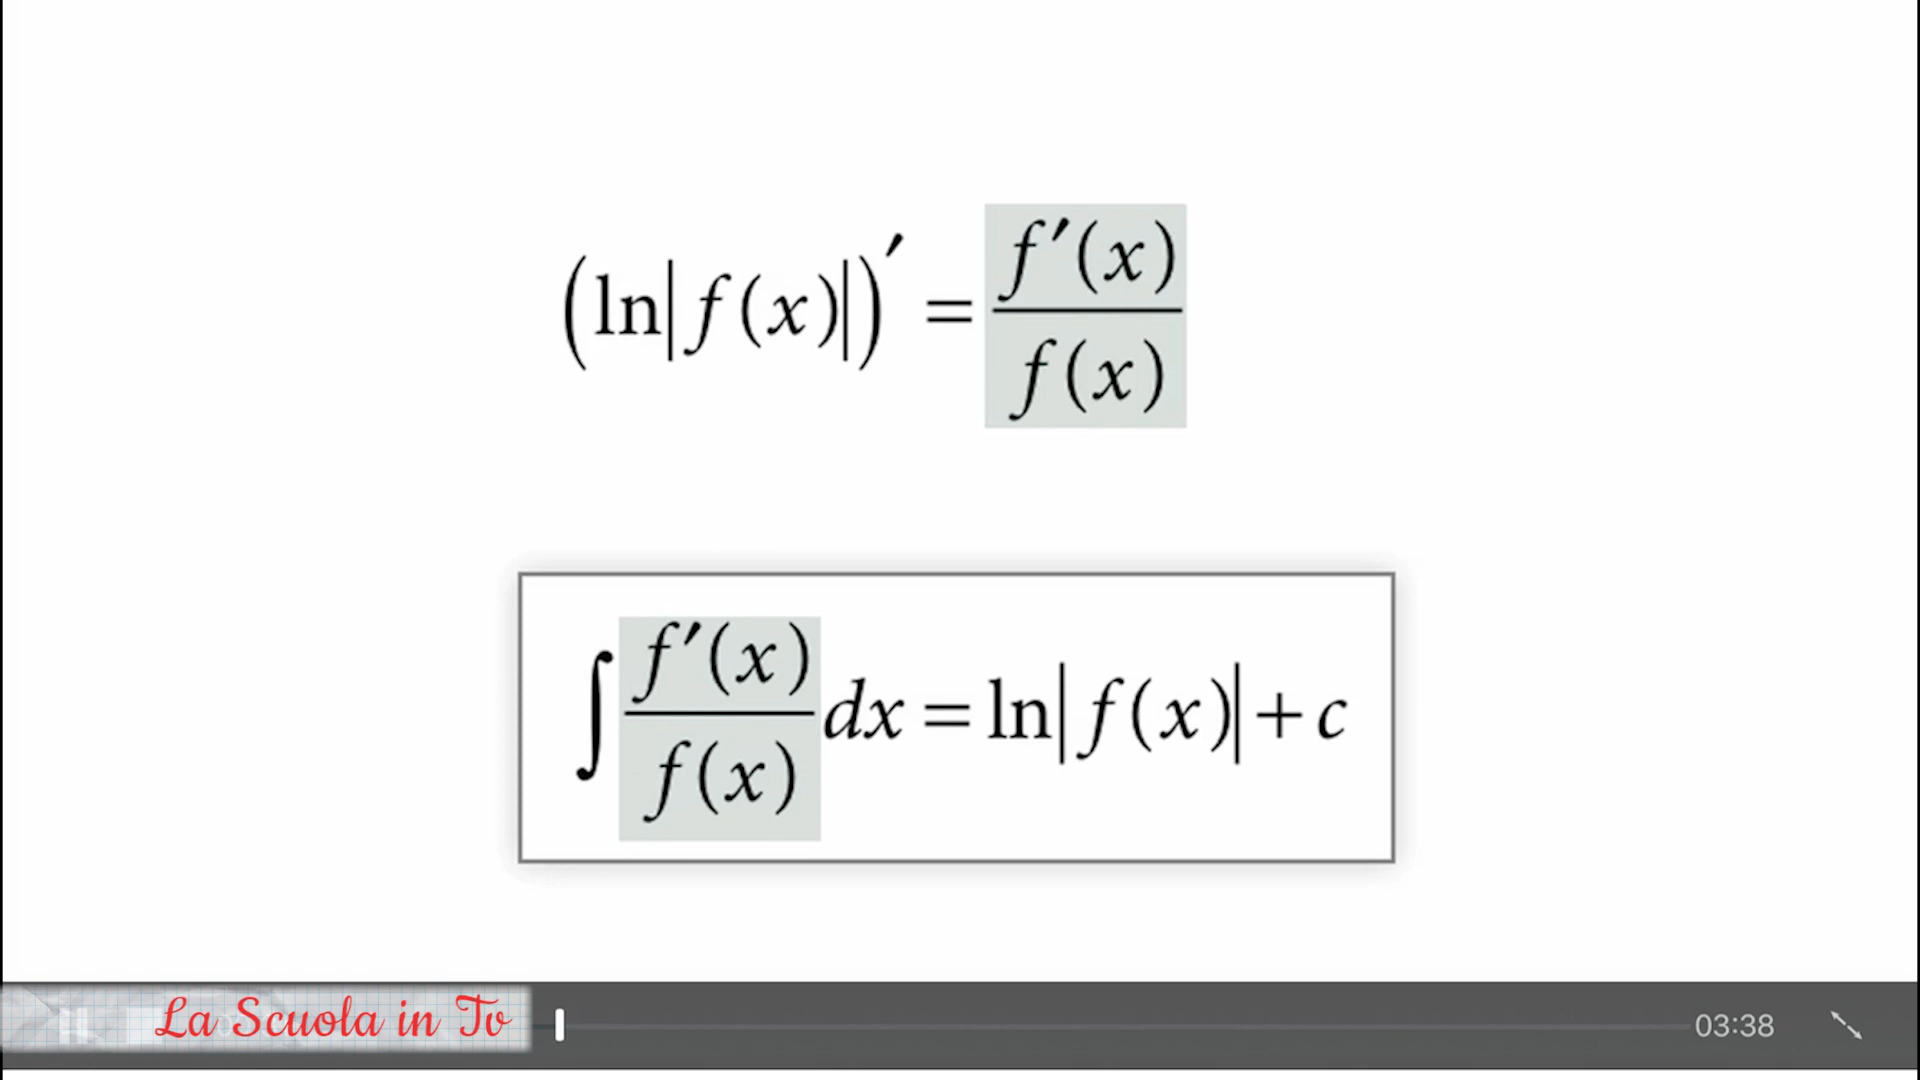 (ln|f(x)|)′ = f′(x)/f(x)
∫ f′(x)/f(x) dx = ln|f(x)| + c
La Scuola in Tv
03:38